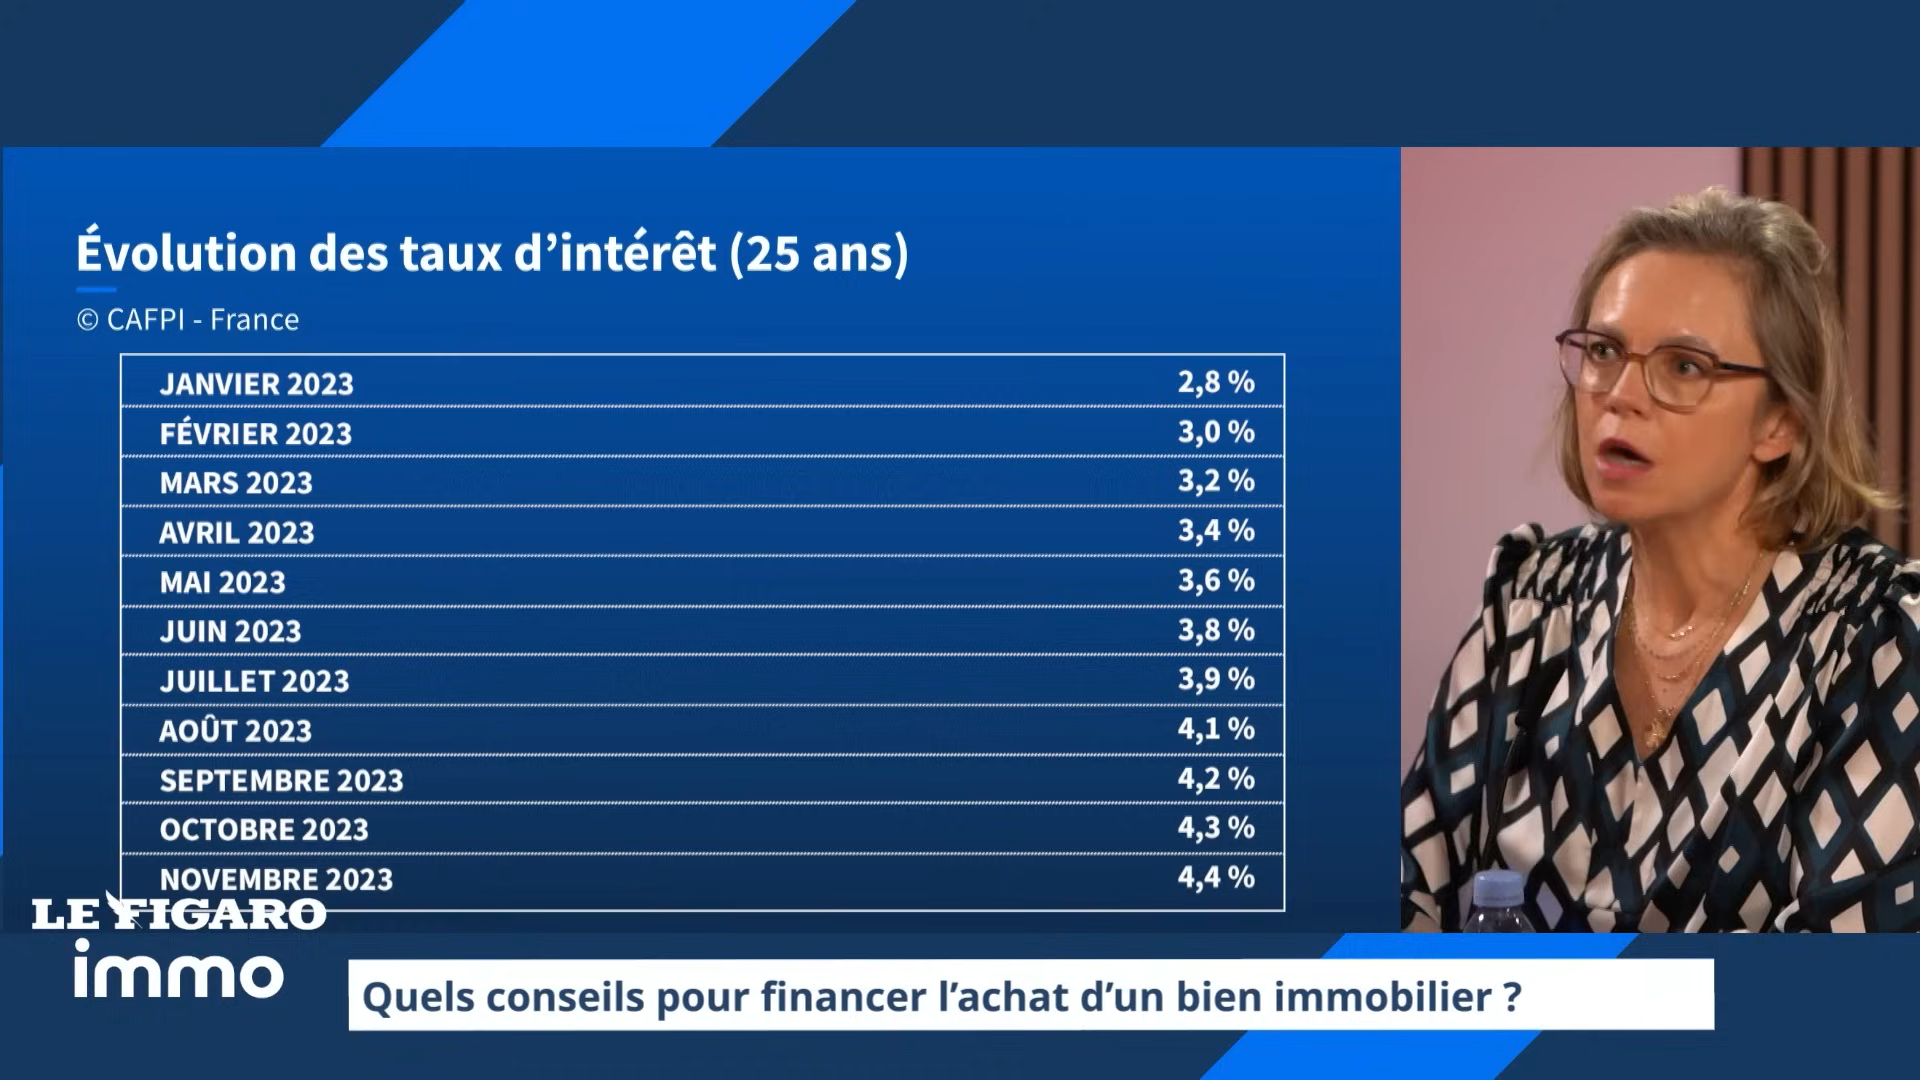 Évolution des taux d’intérêt (25 ans)
© CAFPI - France
JANVIER 2023 2,8 %
FÉVRIER 2023 3,0 %
MARS 2023 3,2 %
AVRIL 2023 3,4 %
MAI 2023 3,6 %
JUIN 2023 3,8 %
JUILLET 2023 3,9 %
AOÛT 2023 4,1 %
SEPTEMBRE 2023 4,2 %
OCTOBRE 2023 4,3 %
NOVEMBRE 2023 4,4 %
LE FIGARO
immo
Quels conseils pour financer l’achat d’un bien immobilier ?